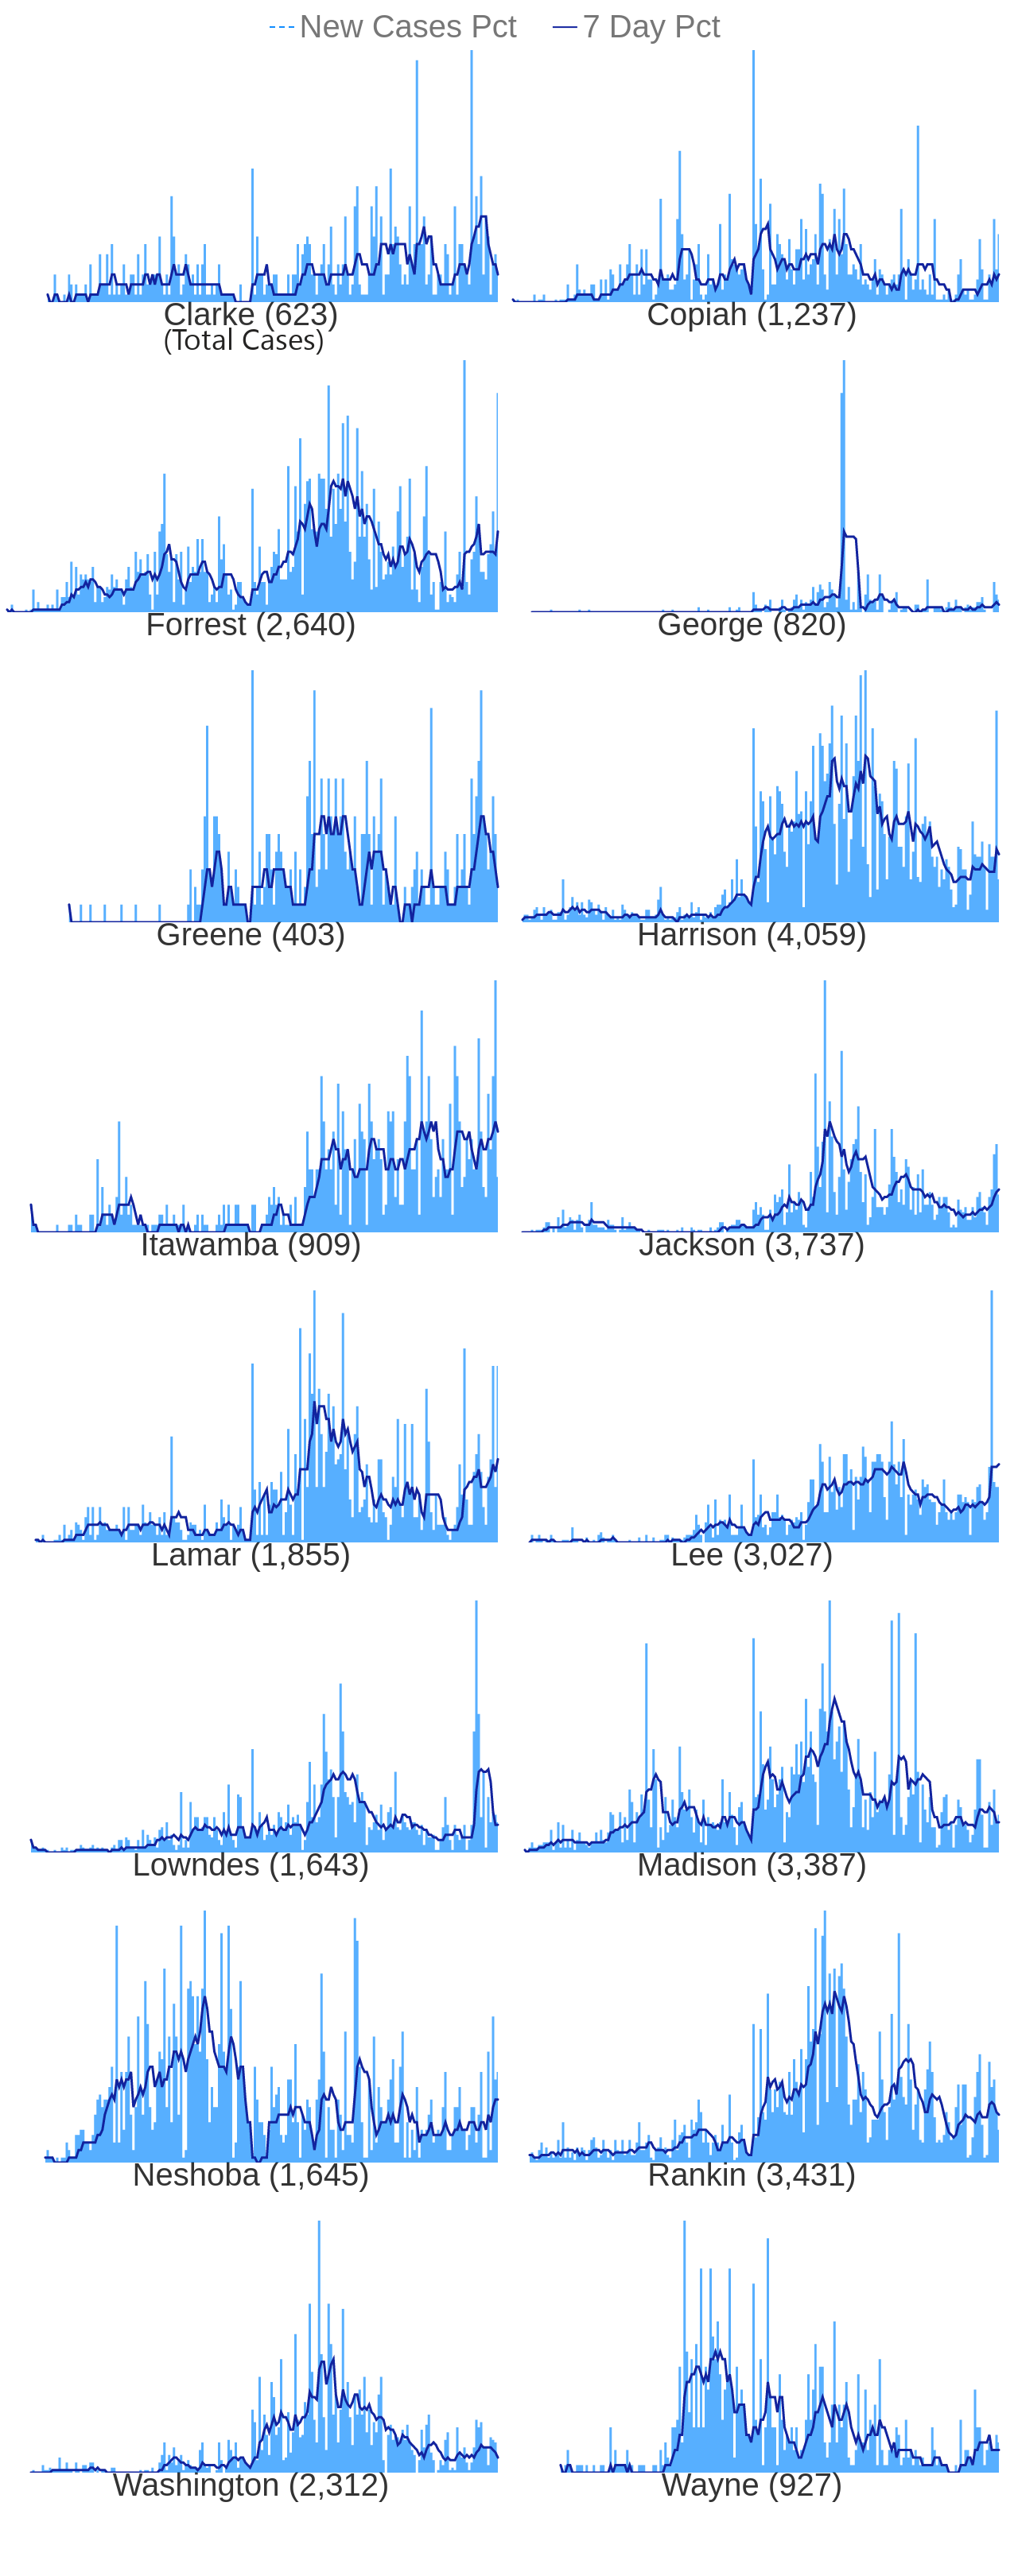 New Cases Pct 7 Day Pct
Clarke (623) Copiah (1,237)
(Total Cases)
Forrest (2,640) George (820)
Greene (403) Harrison (4,059)
Itawamba (909) Jackson (3,737)
Lamar (1,855) Lee (3,027)
Lowndes (1,643) Madison (3,387)
Neshoba (1,645) Rankin (3,431)
Washington (2,312) Wayne (927)